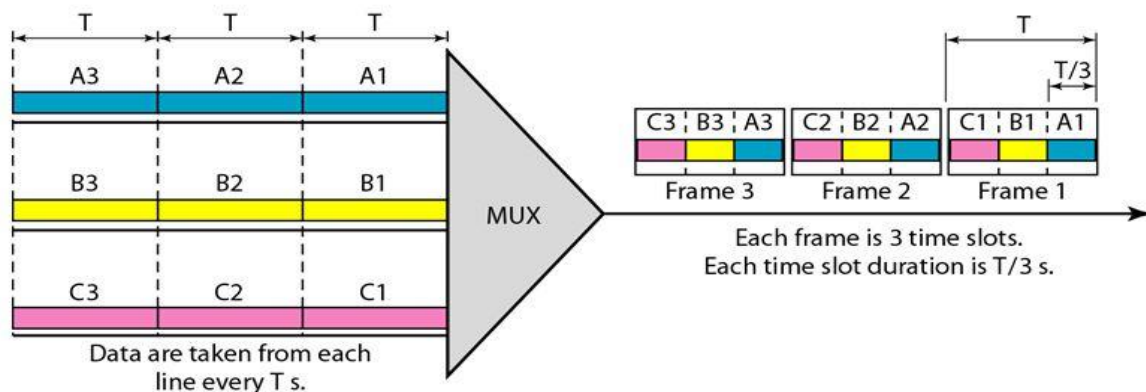 T T T
A3 A2 A1
B3 B2 B1
C3 C2 C1
Data are taken from each
line every T s.
MUX
T
T/3
C3 B3 A3 C2 B2 A2 C1 B1 A1
Frame 3 Frame 2 Frame 1
Each frame is 3 time slots.
Each time slot duration is T/3 s.